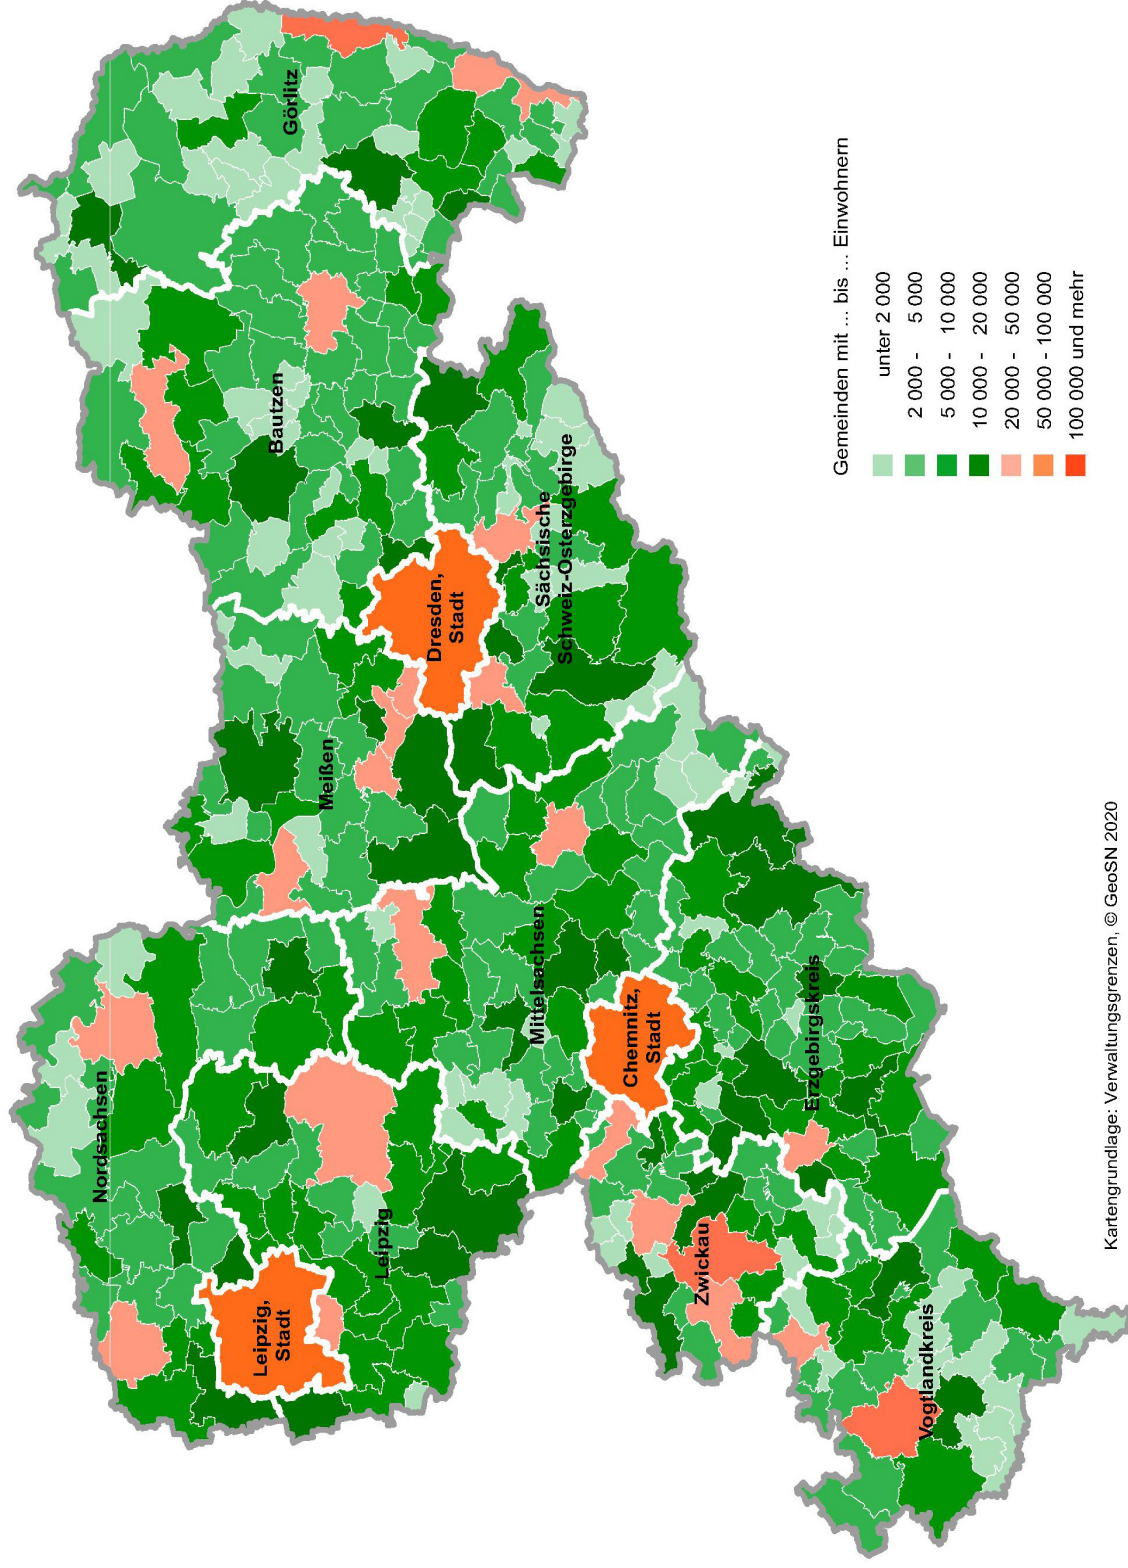 Görlitz
Bautzen
Sächsische
Schweiz-Osterzgebirge
Dresden,
Stadt
Meißen
Mittelsachsen
Nordsachsen
Chemnitz,
Stadt
Erzgebirgskreis
Leipzig
Leipzig,
Stadt
Zwickau
Vogtlandkreis
Gemeinden mit ... bis ... Einwohnern
unter 2 000
2 000 - 5 000
5 000 - 10 000
10 000 - 20 000
20 000 - 50 000
50 000 - 100 000
100 000 und mehr
Kartengrundlage: Verwaltungsgrenzen, © GeoSN 2020